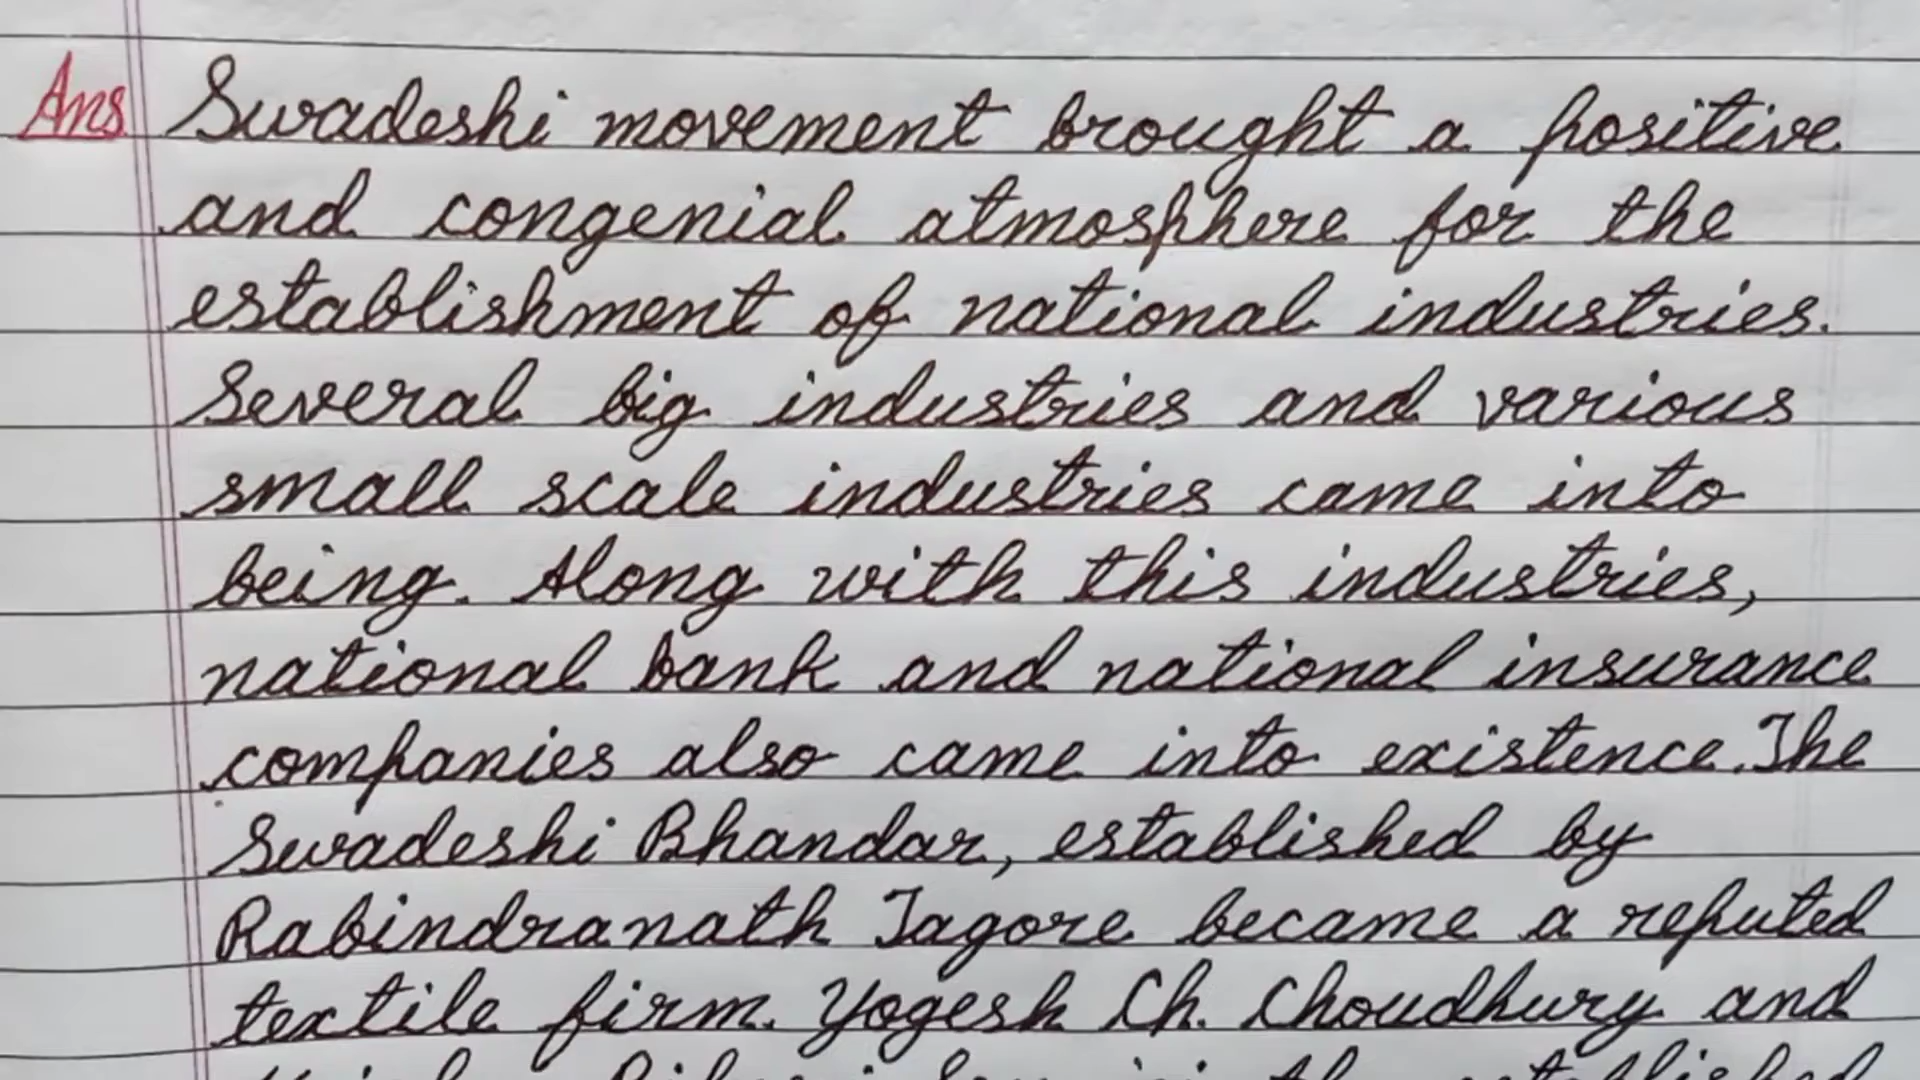 Ans Swadeshi movement brought a positive
and congenial atmosphere for the
establishment of national industries.
Several big industries and various
small scale industries came into
being. Along with this industries,
national bank and national insurance
companies also came into existence. The
Swadeshi Bhandar, established by
Rabindranath Tagore became a reputed
textile firm. Yogesh Ch. Choudhury and
established